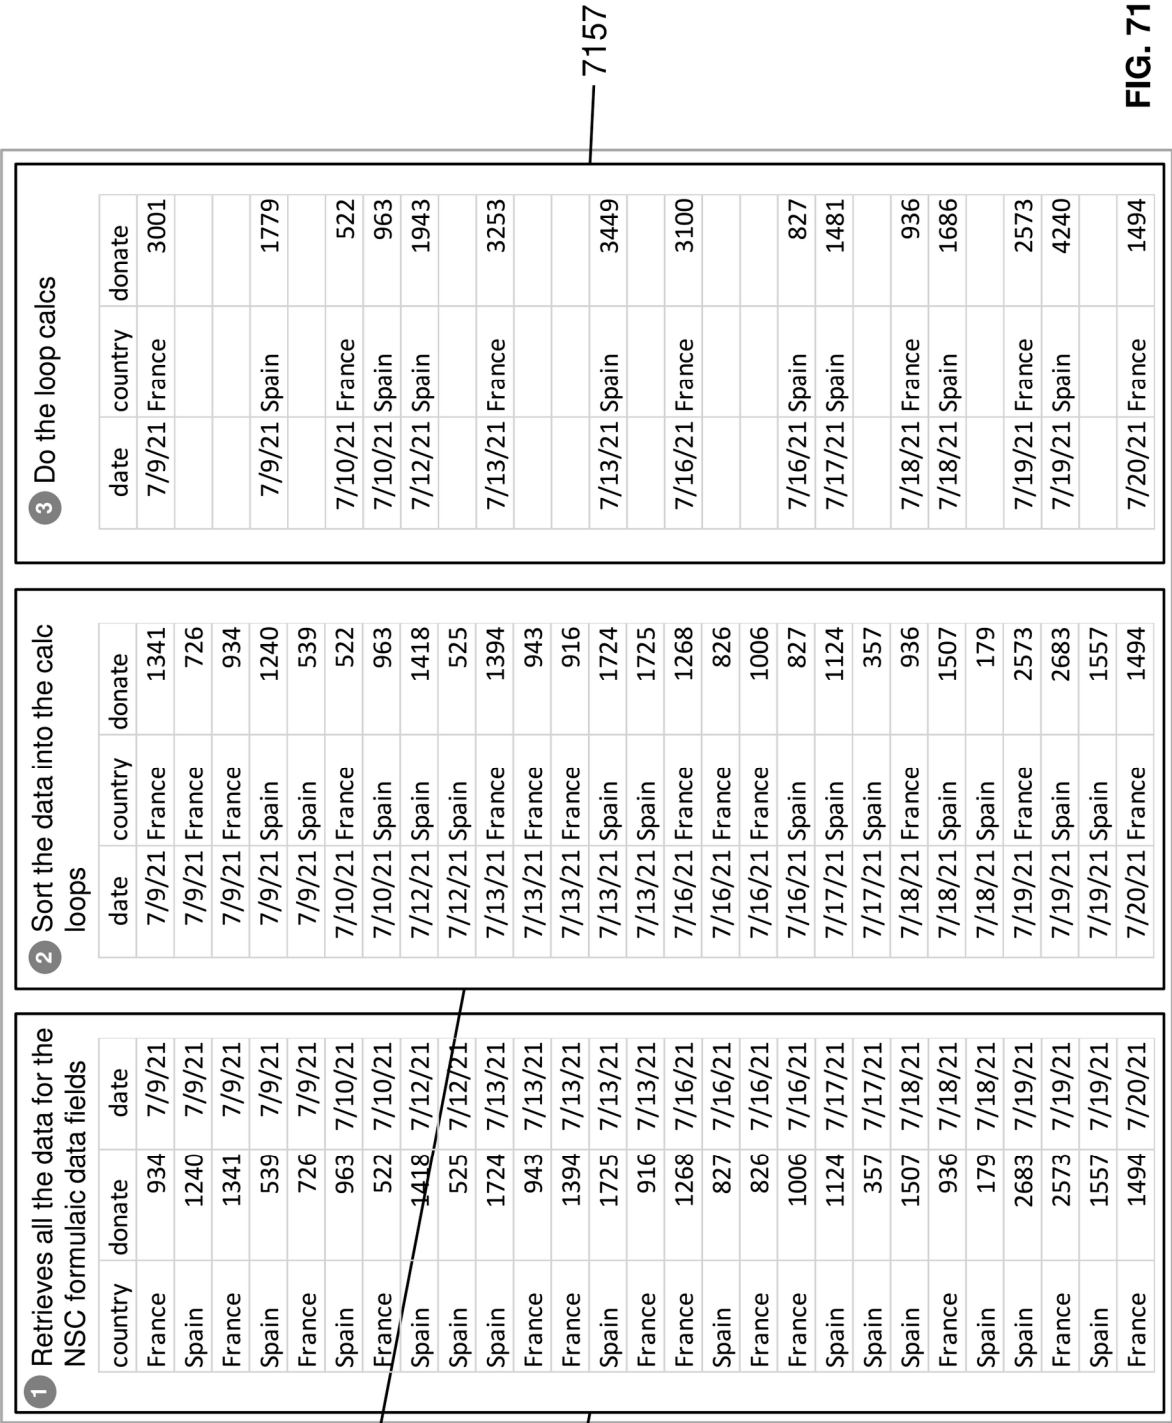 1 Retrieves all the data for the
NSC formulaic data fields
country donate date
France 934 7/9/21
Spain 1240 7/9/21
France 1341 7/9/21
Spain 539 7/9/21
France 726 7/9/21
Spain 963 7/10/21
France 522 7/10/21
Spain 1418 7/12/21
Spain 525 7/12/21
Spain 1724 7/13/21
France 943 7/13/21
France 1394 7/13/21
Spain 1725 7/13/21
France 916 7/13/21
France 1268 7/16/21
Spain 827 7/16/21
France 826 7/16/21
France 1006 7/16/21
Spain 1124 7/17/21
Spain 357 7/17/21
Spain 1507 7/18/21
France 936 7/18/21
Spain 179 7/18/21
Spain 2683 7/19/21
France 2573 7/19/21
Spain 1557 7/19/21
France 1494 7/20/21
2 Sort the data into the calc
loops
date country donate
7/9/21 France 1341
7/9/21 France 726
7/9/21 France 934
7/9/21 Spain 1240
7/9/21 Spain 539
7/10/21 France 522
7/10/21 Spain 963
7/12/21 Spain 1418
7/12/21 Spain 525
7/13/21 France 1394
7/13/21 France 943
7/13/21 France 916
7/13/21 Spain 1724
7/13/21 Spain 1725
7/16/21 France 1268
7/16/21 France 826
7/16/21 France 1006
7/16/21 Spain 827
7/17/21 Spain 1124
7/17/21 Spain 357
7/18/21 France 936
7/18/21 Spain 1507
7/18/21 Spain 179
7/19/21 France 2573
7/19/21 Spain 2683
7/19/21 Spain 1557
7/20/21 France 1494
3 Do the loop calcs
date country donate
7/9/21 France 3001
7/9/21 Spain 1779
7/10/21 France 522
7/10/21 Spain 963
7/12/21 Spain 1943
7/13/21 France 3253
7/13/21 Spain 3449
7/16/21 France 3100
7/16/21 Spain 827
7/17/21 Spain 1481
7/18/21 France 936
7/18/21 Spain 1686
7/19/21 France 2573
7/19/21 Spain 4240
7/20/21 France 1494
7157
FIG. 71